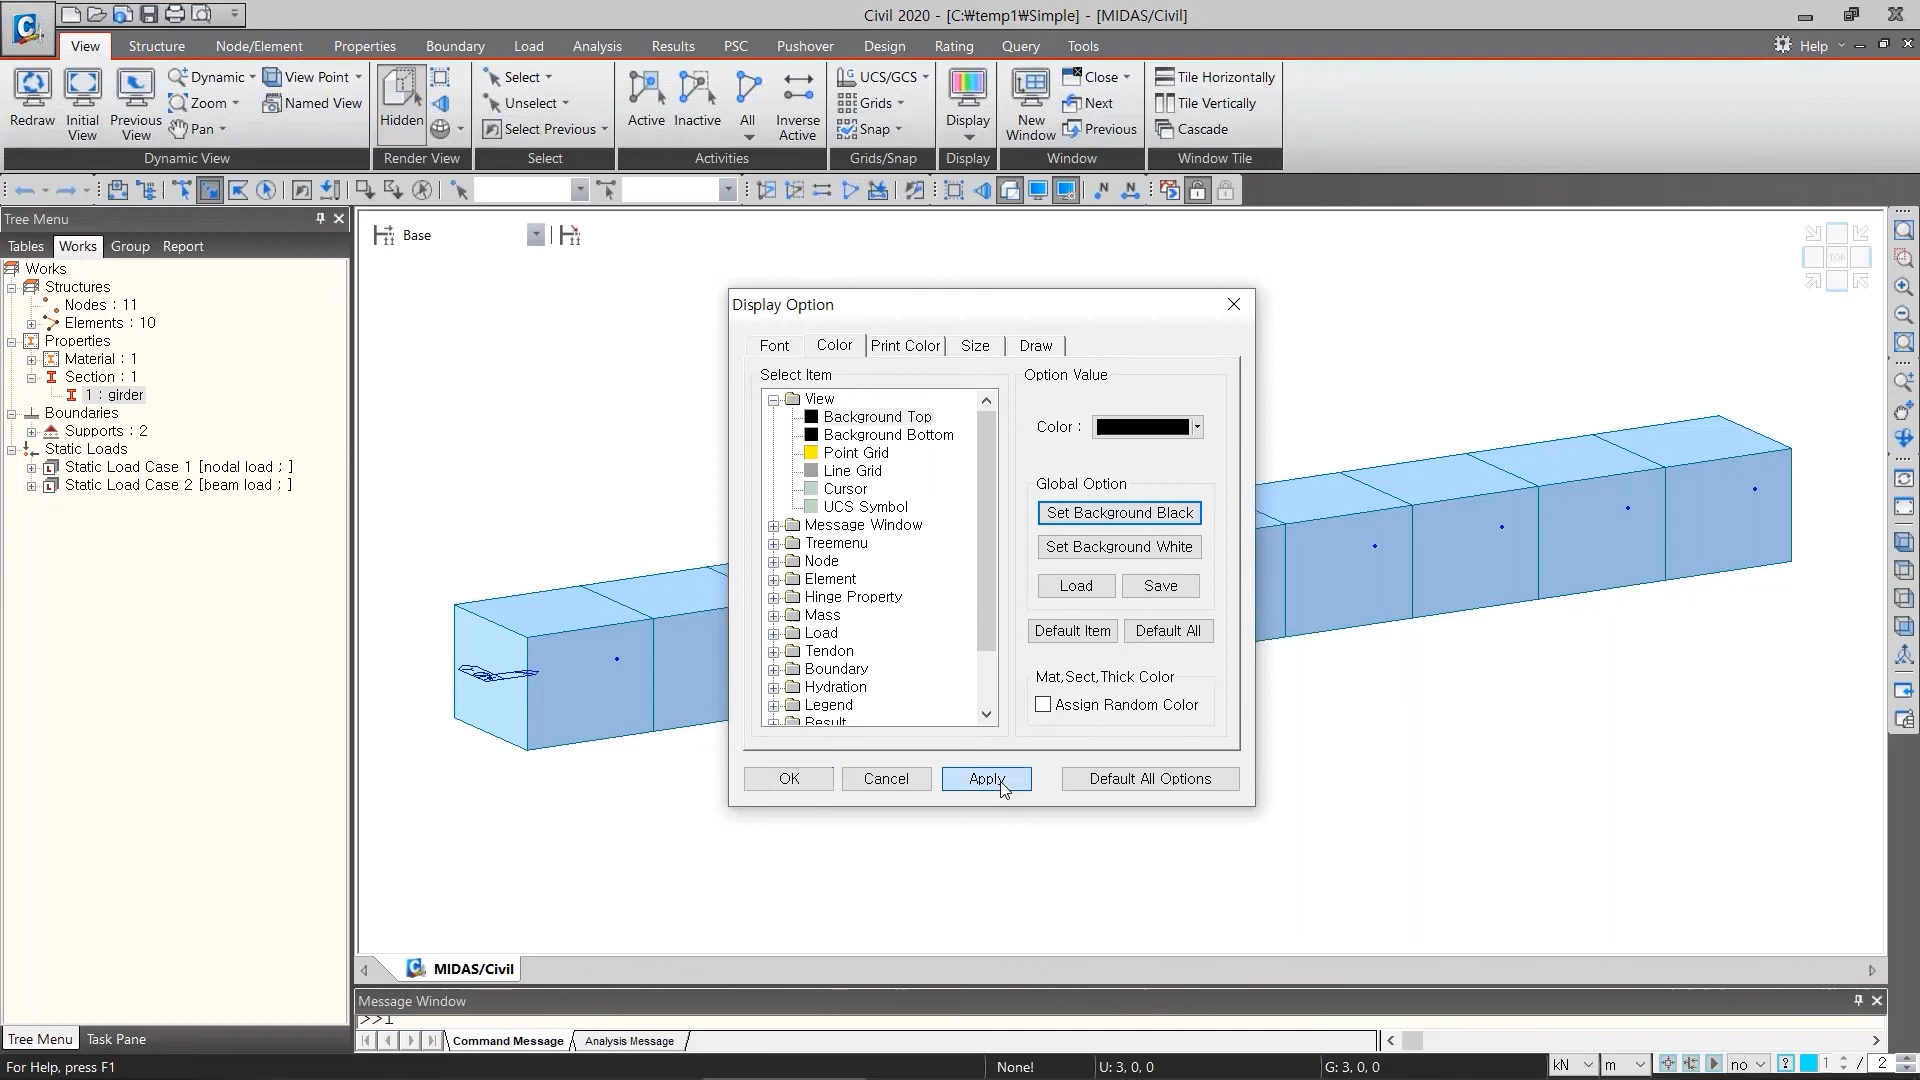 Civil 2020 - [C:₩temp1₩Simple] - [MIDAS/Civil]
View Structure Node/Element Properties Boundary Load Analysis Results PSC Pushover Design Rating Query Tools Help
Redraw
Initial View
Previous View
Dynamic
Zoom
Pan
View Point
Named View
Dynamic View
Hidden
Render View
Select
Unselect
Select Previous
Select
Active
Inactive
All
Inverse Active
Activities
UCS/GCS
Grids
Snap
Grids/Snap
Display
Display
New Window
Close
Next
Previous
Window
Tile Horizontally
Tile Vertically
Cascade
Window Tile
Tree Menu
Tables Works Group Report
Works
Structures
Nodes : 11
Elements : 10
Properties
Material : 1
Section : 1
1 : girder
Boundaries
Supports : 2
Static Loads
Static Load Case 1 [nodal load ; ]
Static Load Case 2 [beam load ; ]
Base
TOP
Display Option
Font Color Print Color Size Draw
Select Item
View
Background Top
Background Bottom
Point Grid
Line Grid
Cursor
UCS Symbol
Message Window
Treemenu
Node
Element
Hinge Property
Mass
Load
Tendon
Boundary
Hydration
Legend
Result
Option Value
Color :
Global Option
Set Background Black
Set Background White
Load Save
Default Item Default All
Mat,Sect,Thick Color
Assign Random Color
OK Cancel Apply Default All Options
MIDAS/Civil
Message Window
>>
Command Message Analysis Message
Tree Menu Task Pane
For Help, press F1
None!
U: 3, 0, 0
G: 3, 0, 0
kN
m
no
? 1 / 2